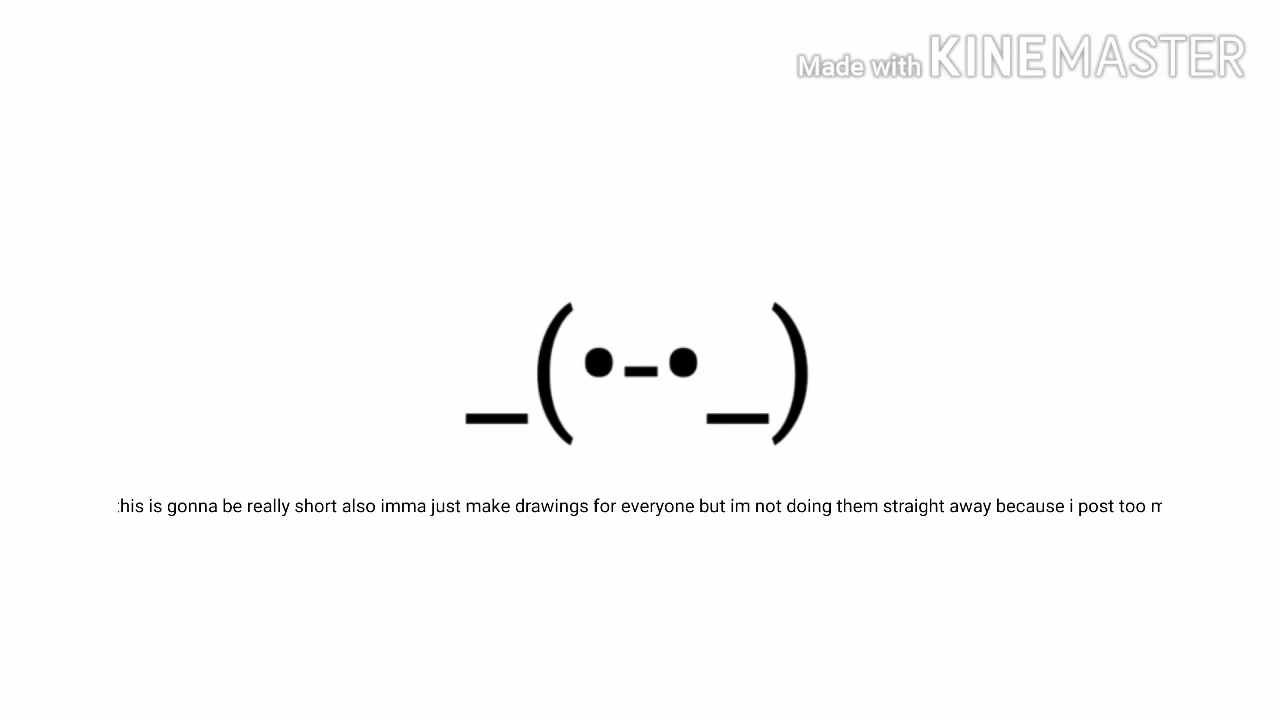 Made with KINEMASTER
_(•-•_)
his is gonna be really short also imma just make drawings for everyone but im not doing them straight away because i post too